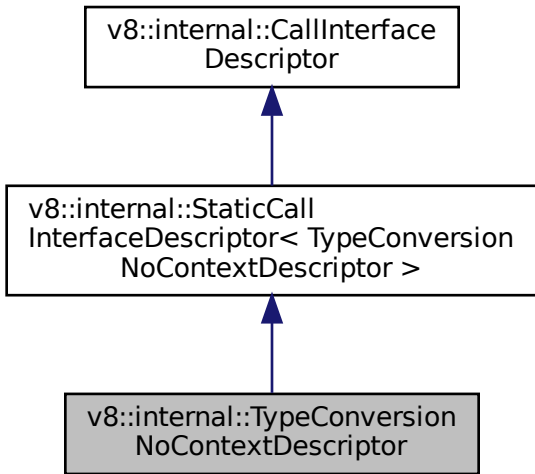 v8::internal::CallInterface
Descriptor
v8::internal::StaticCall
InterfaceDescriptor< TypeConversion
NoContextDescriptor >
v8::internal::TypeConversion
NoContextDescriptor